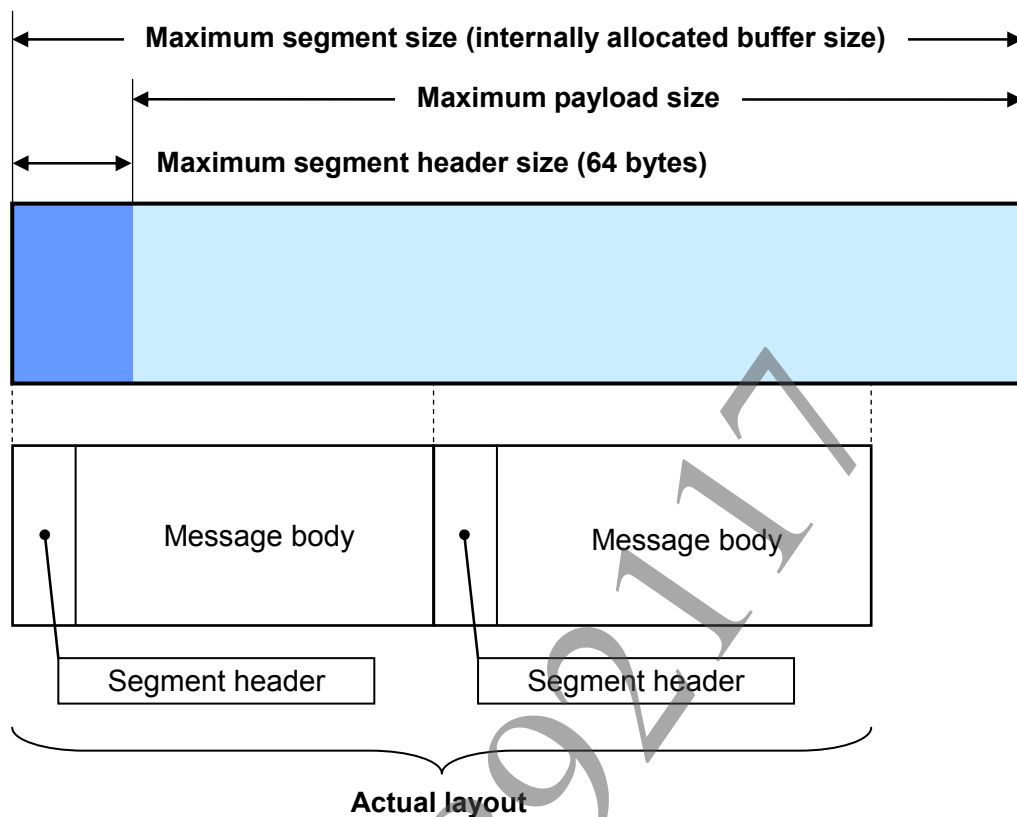 Maximum segment size (internally allocated buffer size)
Maximum payload size
Maximum segment header size (64 bytes)
Message body
Message body
Segment header
Segment header
Actual layout
92117